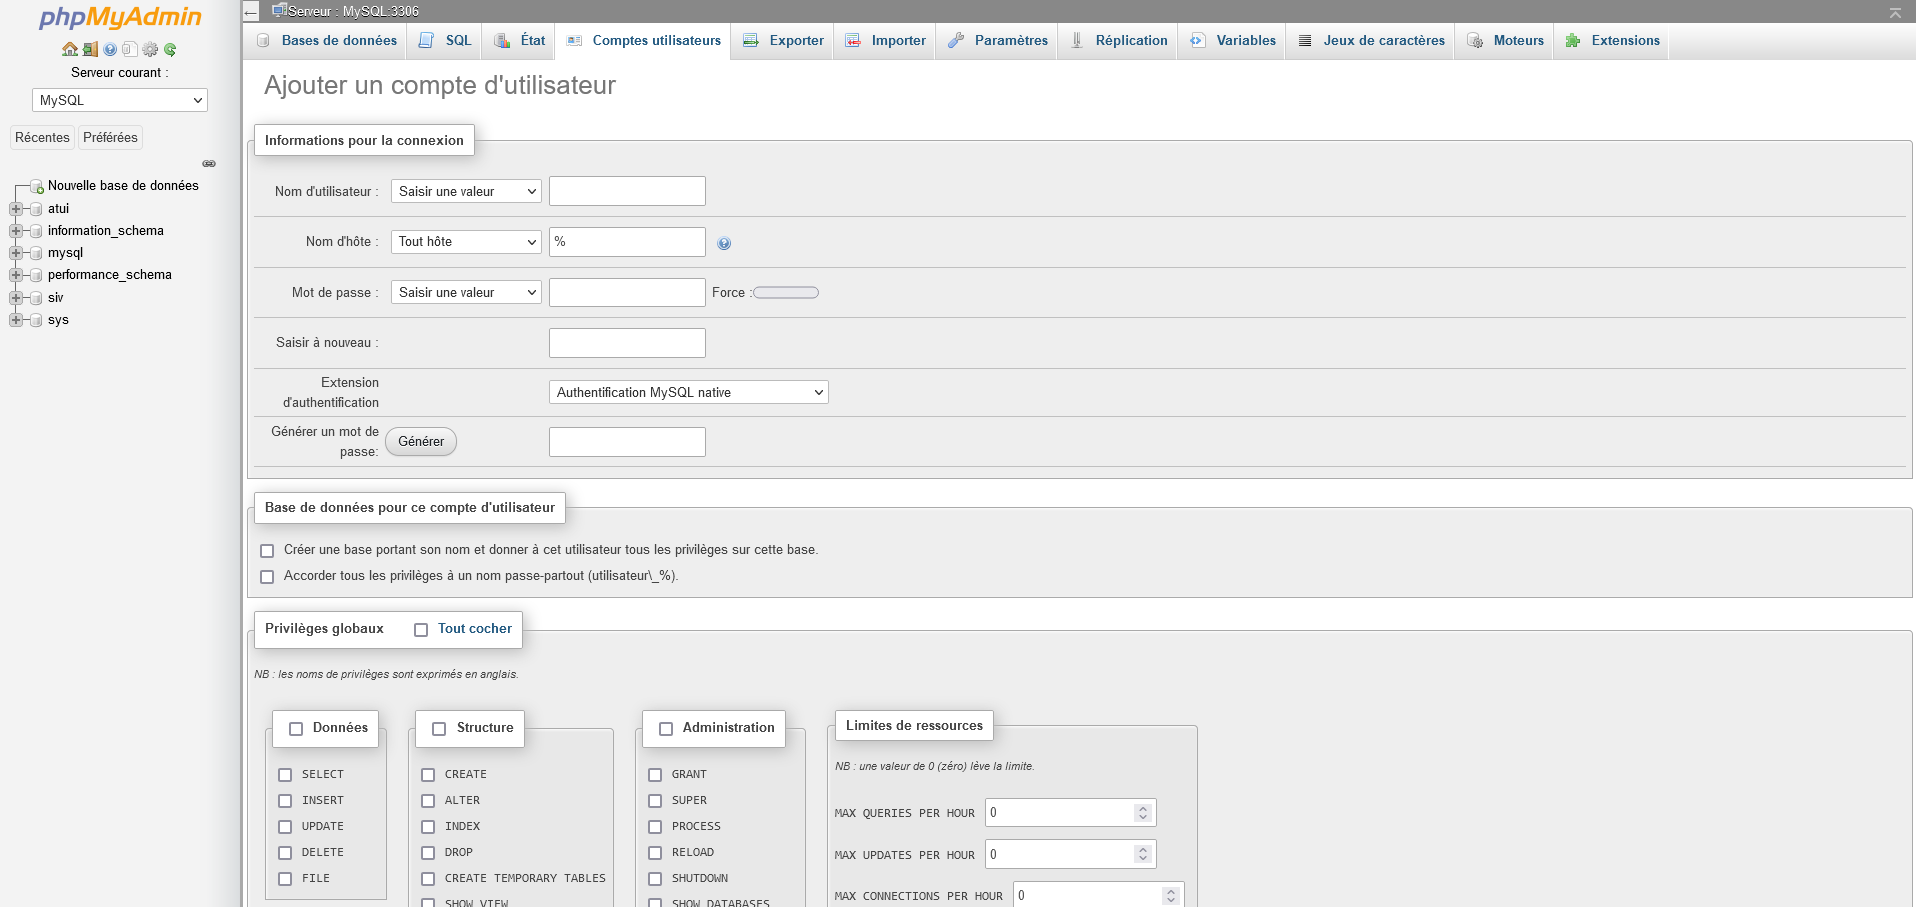 phpMyAdmin
Serveur courant :
MySQL
Récentes Préférées
Nouvelle base de données
atui
information_schema
mysql
performance_schema
siv
sys
Serveur : MySQL:3306
Bases de données SQL État Comptes utilisateurs Exporter Importer Paramètres Réplication Variables Jeux de caractères Moteurs Extensions
Ajouter un compte d'utilisateur
Informations pour la connexion
Nom d'utilisateur : Saisir une valeur
Nom d'hôte : Tout hôte %
Mot de passe : Saisir une valeur Force :
Saisir à nouveau :
Extension
d'authentification Authentification MySQL native
Générer un mot de
passe: Générer
Base de données pour ce compte d'utilisateur
Créer une base portant son nom et donner à cet utilisateur tous les privilèges sur cette base.
Accorder tous les privilèges à un nom passe-partout (utilisateur\_%).
Privilèges globaux Tout cocher
NB : les noms de privilèges sont exprimés en anglais.
Données
SELECT
INSERT
UPDATE
DELETE
FILE
Structure
CREATE
ALTER
INDEX
DROP
CREATE TEMPORARY TABLES
SHOW VIEW
Administration
GRANT
SUPER
PROCESS
RELOAD
SHUTDOWN
SHOW DATABASES
Limites de ressources
NB : une valeur de 0 (zéro) lève la limite.
MAX QUERIES PER HOUR 0
MAX UPDATES PER HOUR 0
MAX CONNECTIONS PER HOUR 0